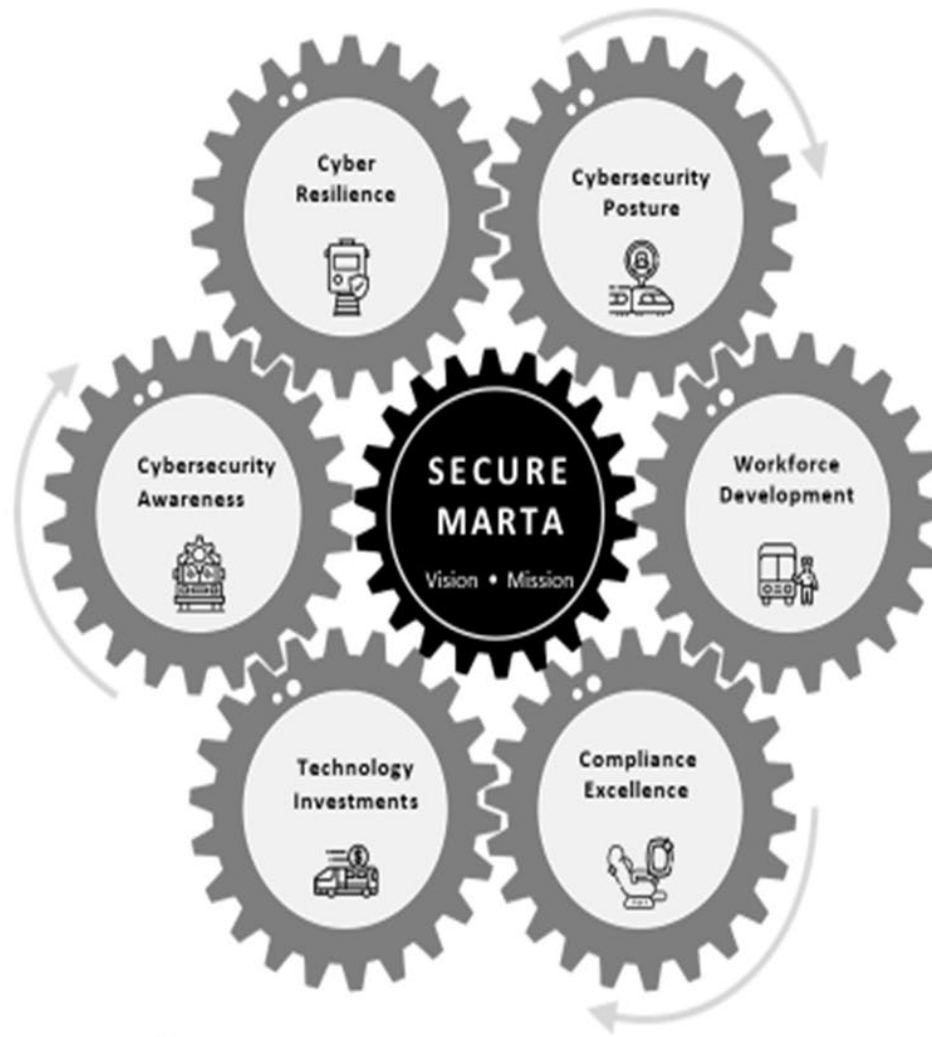 Cyber
Resilience
Cybersecurity
Posture
Cybersecurity
Awareness
SECURE
MARTA
Vision • Mission
Workforce
Development
Technology
Investments
Compliance
Excellence